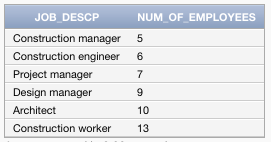 JOB_DESCP NUM_OF_EMPLOYEES
Construction manager 5
Construction engineer 6
Project manager 7
Design manager 9
Architect 10
Construction worker 13